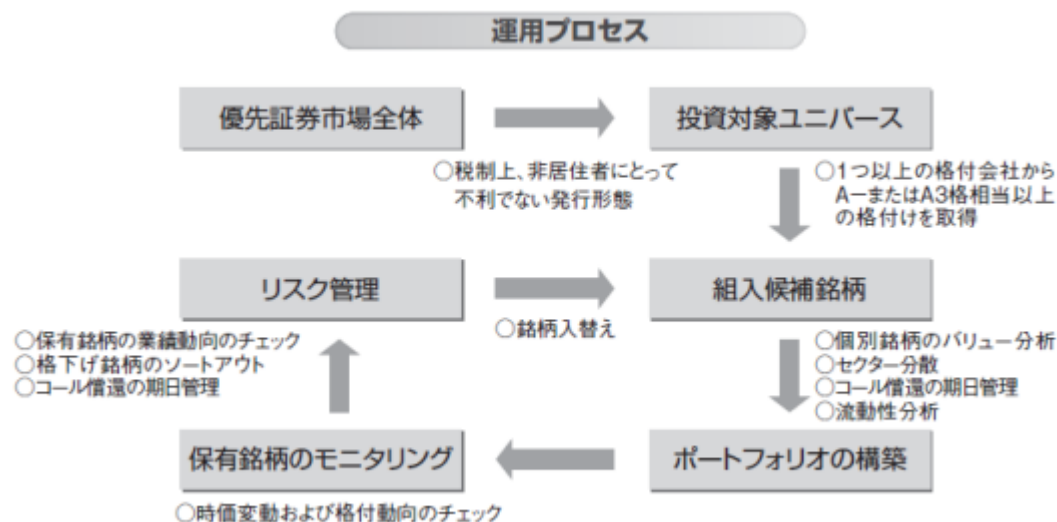 運用プロセス
優先証券市場全体
投資対象ユニバース
○税制上、非居住者にとって
不利でない発行形態
○1つ以上の格付会社から
A−またはA3格相当以上
の格付けを取得
リスク管理
組入候補銘柄
○保有銘柄の業績動向のチェック
○格下げ銘柄のソートアウト
○コール償還の期日管理
○銘柄入替え
○個別銘柄のバリュー分析
○セクター分散
○コール償還の期日管理
○流動性分析
保有銘柄のモニタリング
ポートフォリオの構築
○時価変動および格付動向のチェック